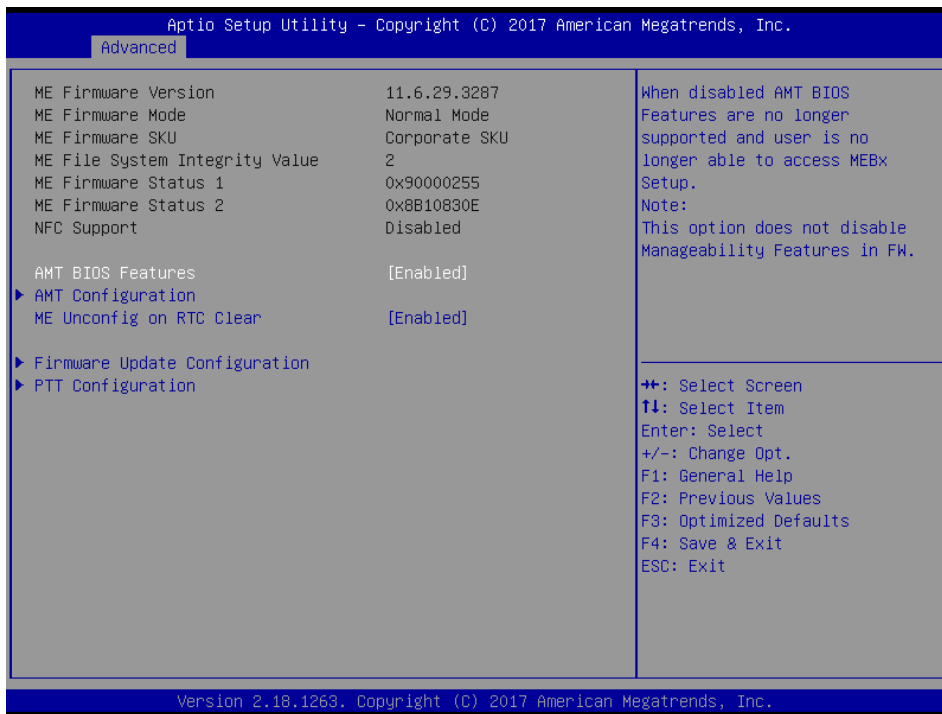 Aptio Setup Utility – Copyright (C) 2017 American Megatrends, Inc.
Advanced
ME Firmware Version 11.6.29.3287
ME Firmware Mode Normal Mode
ME Firmware SKU Corporate SKU
ME File System Integrity Value 2
ME Firmware Status 1 0x90000255
ME Firmware Status 2 0x8B10830E
NFC Support Disabled
AMT BIOS Features [Enabled]
AMT Configuration
ME Unconfig on RTC Clear [Enabled]
Firmware Update Configuration
PTT Configuration
When disabled AMT BIOS
Features are no longer
supported and user is no
longer able to access MEBx
Setup.
Note:
This option does not disable
Manageability Features in FW.
→←: Select Screen
↑↓: Select Item
Enter: Select
+/-: Change Opt.
F1: General Help
F2: Previous Values
F3: Optimized Defaults
F4: Save & Exit
ESC: Exit
Version 2.18.1263. Copyright (C) 2017 American Megatrends, Inc.